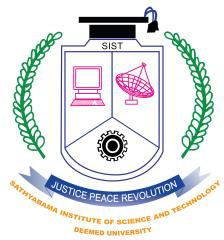 SIST
JUSTICE PEACE REVOLUTION
SATHYABAMA INSTITUTE OF SCIENCE AND TECHNOLOGY
DEEMED UNIVERSITY